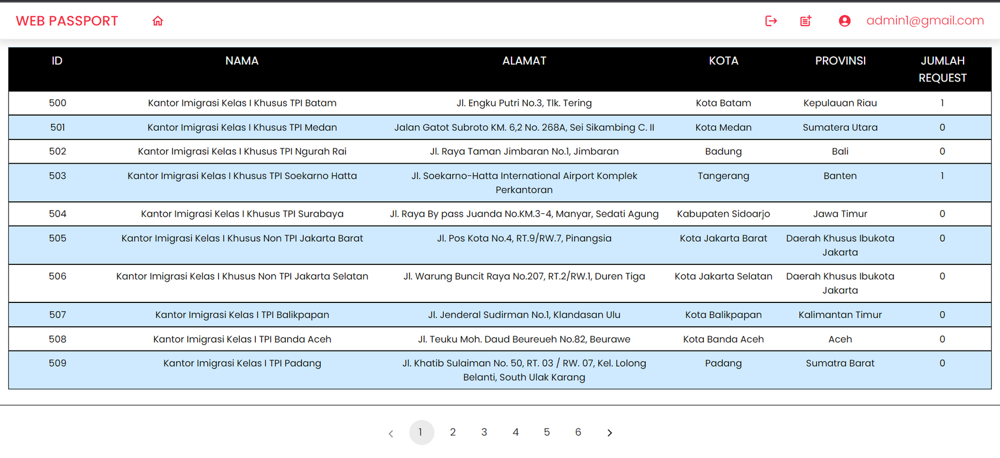 WEB PASSPORT admin1@gmail.com
ID NAMA ALAMAT KOTA PROVINSI JUMLAH
REQUEST
500 Kantor Imigrasi Kelas I Khusus TPI Batam Jl. Engku Putri No.3, Tlk. Tering Kota Batam Kepulauan Riau 1
501 Kantor Imigrasi Kelas I Khusus TPI Medan Jalan Gatot Subroto KM. 6,2 No. 268A, Sei Sikambing C. II Kota Medan Sumatera Utara 0
502 Kantor Imigrasi Kelas I Khusus TPI Ngurah Rai Jl. Raya Taman Jimbaran No.1, Jimbaran Badung Bali 0
503 Kantor Imigrasi Kelas I Khusus TPI Soekarno Hatta Jl. Soekarno-Hatta International Airport Komplek Tangerang Banten 1
Perkantoran
504 Kantor Imigrasi Kelas I Khusus TPI Surabaya Jl. Raya By pass Juanda No.KM.3-4, Manyar, Sedati Agung Kabupaten Sidoarjo Jawa Timur 0
505 Kantor Imigrasi Kelas I Khusus Non TPI Jakarta Barat Jl. Pos Kota No.4, RT.9/RW.7, Pinangsia Kota Jakarta Barat Daerah Khusus Ibukota 0
Jakarta
506 Kantor Imigrasi Kelas I Khusus Non TPI Jakarta Selatan Jl. Warung Buncit Raya No.207, RT.2/RW.1, Duren Tiga Kota Jakarta Selatan Daerah Khusus Ibukota 0
Jakarta
507 Kantor Imigrasi Kelas I TPI Balikpapan Jl. Jenderal Sudirman No.1, Klandasan Ulu Kota Balikpapan Kalimantan Timur 0
508 Kantor Imigrasi Kelas I TPI Banda Aceh Jl. Teuku Moh. Daud Beureueh No.82, Beurawe Kota Banda Aceh Aceh 0
509 Kantor Imigrasi Kelas I TPI Padang Jl. Khatib Sulaiman No. 50, RT. 03 / RW. 07, Kel. Lolong Padang Sumatra Barat 0
Belanti, South Ulak Karang
1 2 3 4 5 6